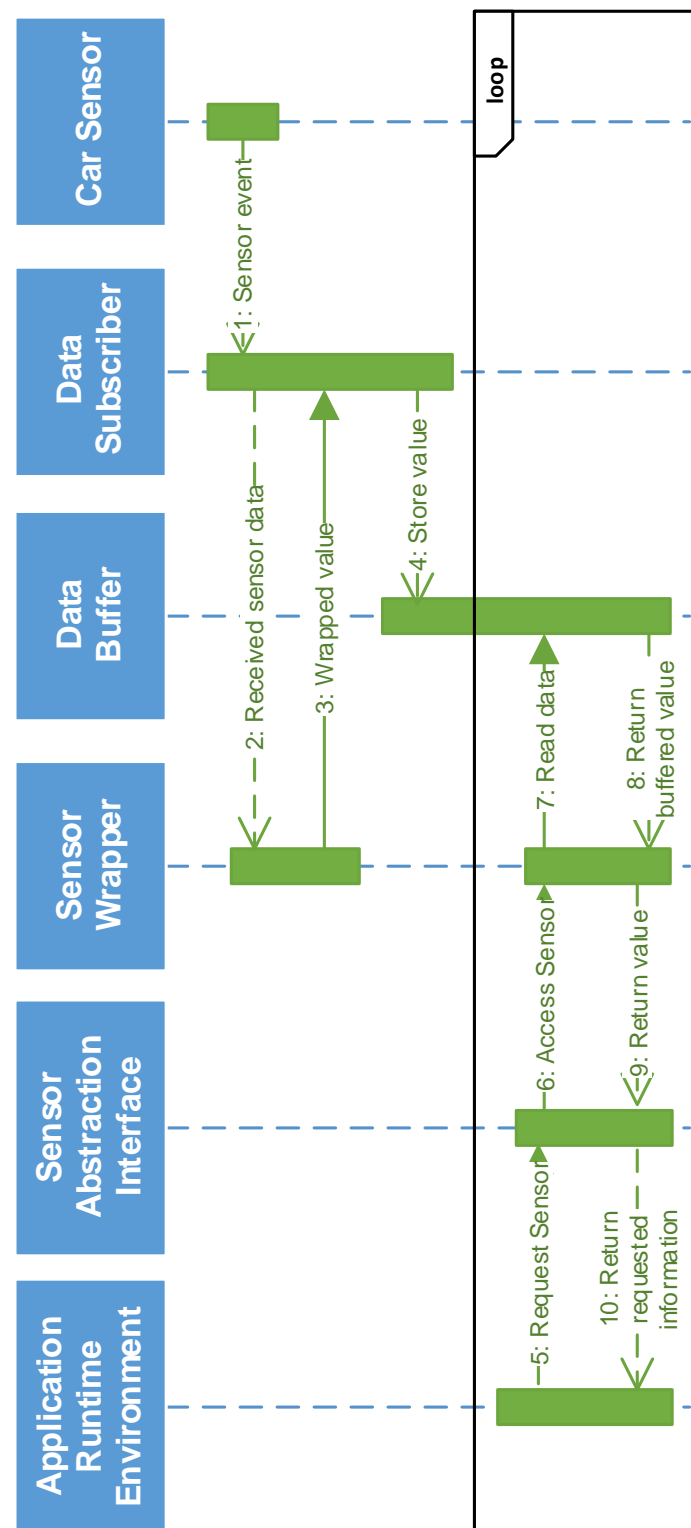 Application
Runtime
Environment
Sensor
Abstraction
Interface
Sensor
Wrapper
Data
Buffer
Data
Subscriber
Car Sensor
1: Sensor event
2: Received sensor data
3: Wrapped value
4: Store value
loop
5: Request Sensor
6: Access Sensor
7: Read data
8: Return
buffered value
9: Return value
10: Return
requested
information